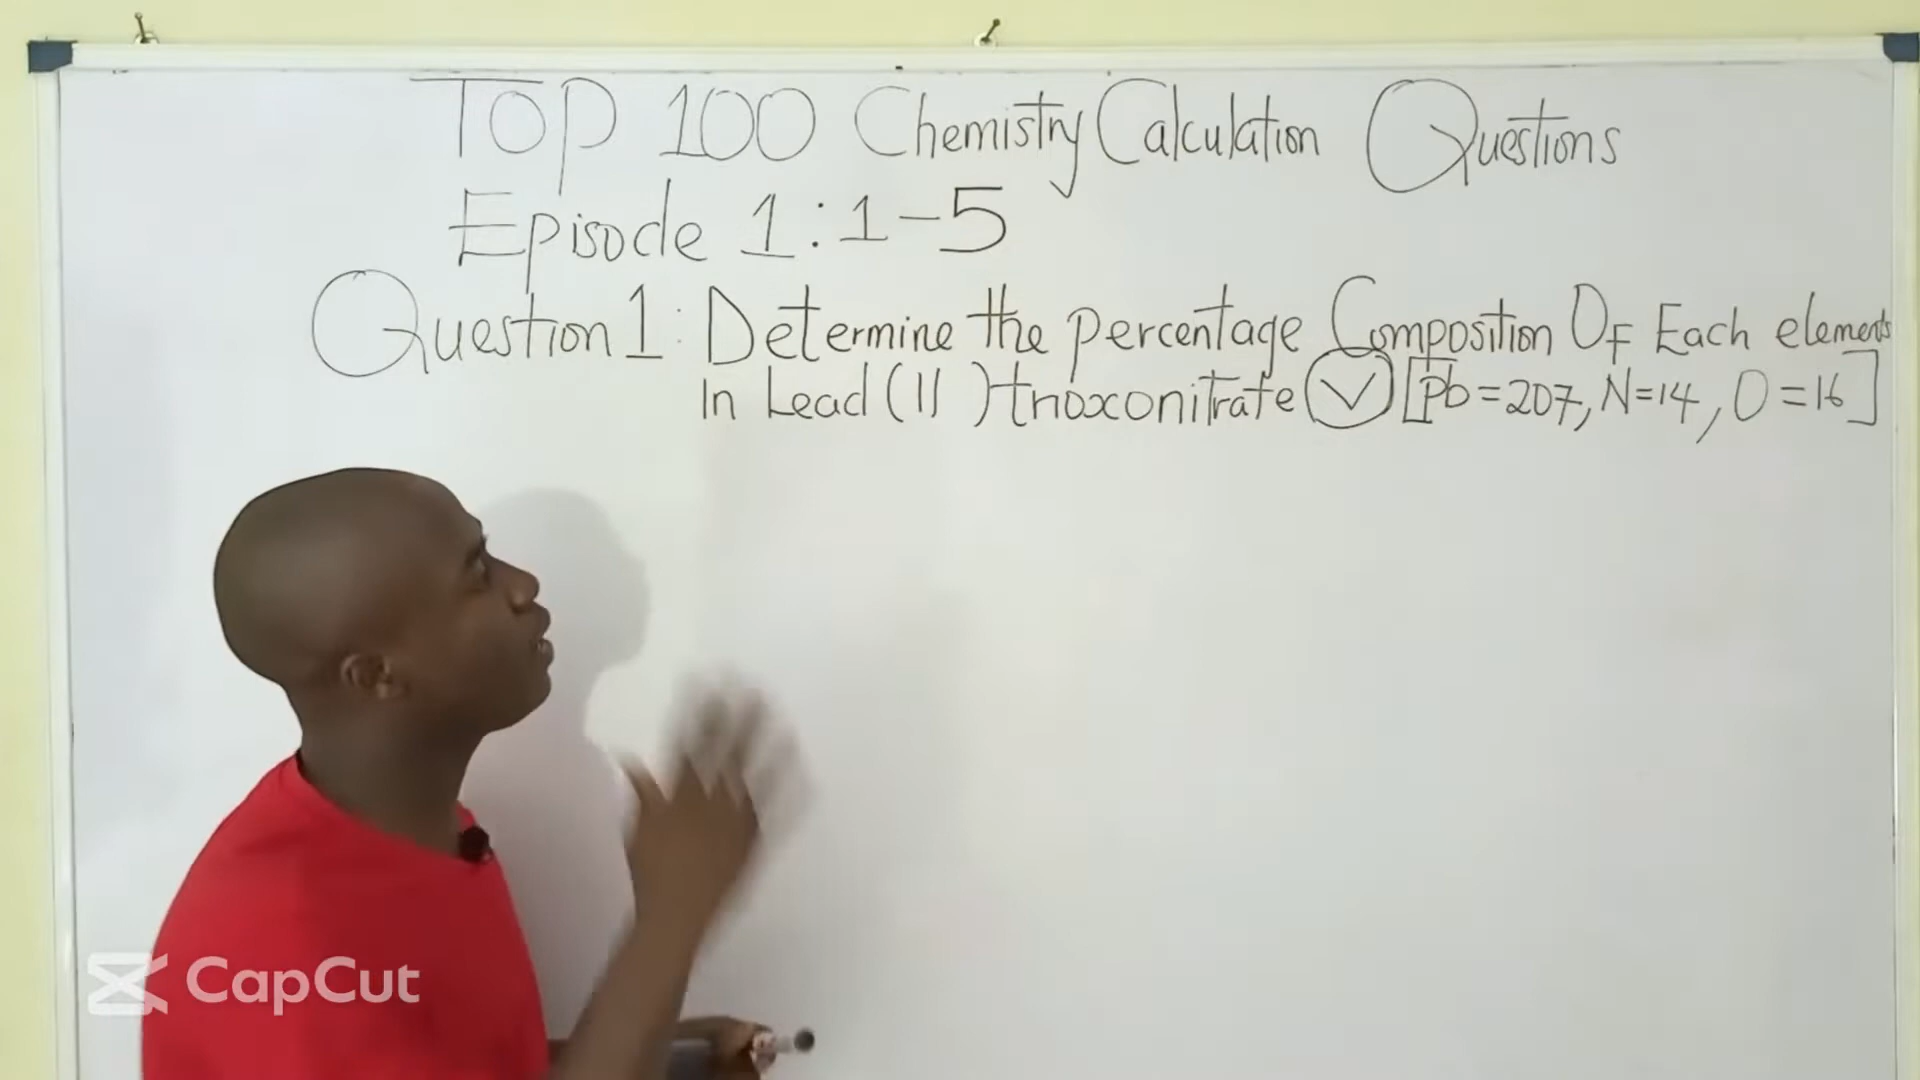 TOP 100 Chemistry Calculation Questions
Episode 1: 1-5
Question 1: Determine the percentage Composition Of Each elements
In Lead (II) trioxonitrate (V) [Pb=207, N=14, O=16]
CapCut